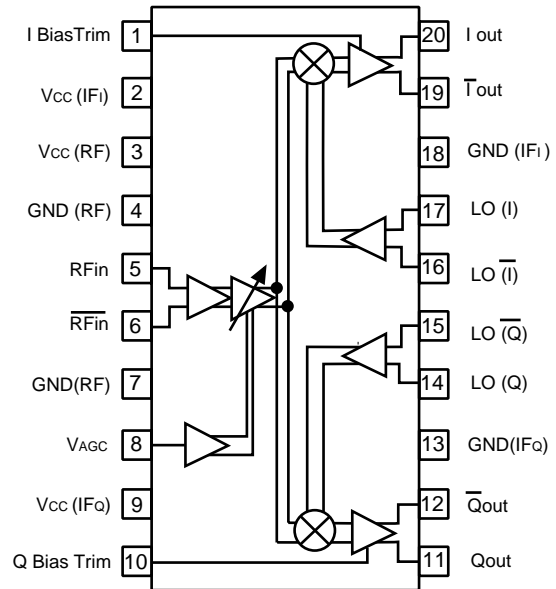 I BiasTrim 1 20 I out
VCC (IFI) 2 19 I̅ out
VCC (RF) 3 18 GND (IFI)
GND (RF) 4 17 LO (I)
RFin 5 16 LO (I̅)
R̅F̅i̅n̅ 6 15 LO (Q̅)
GND(RF) 7 14 LO (Q)
VAGC 8 13 GND(IFQ)
VCC (IFQ) 9 12 Q̅out
Q Bias Trim 10 11 Qout